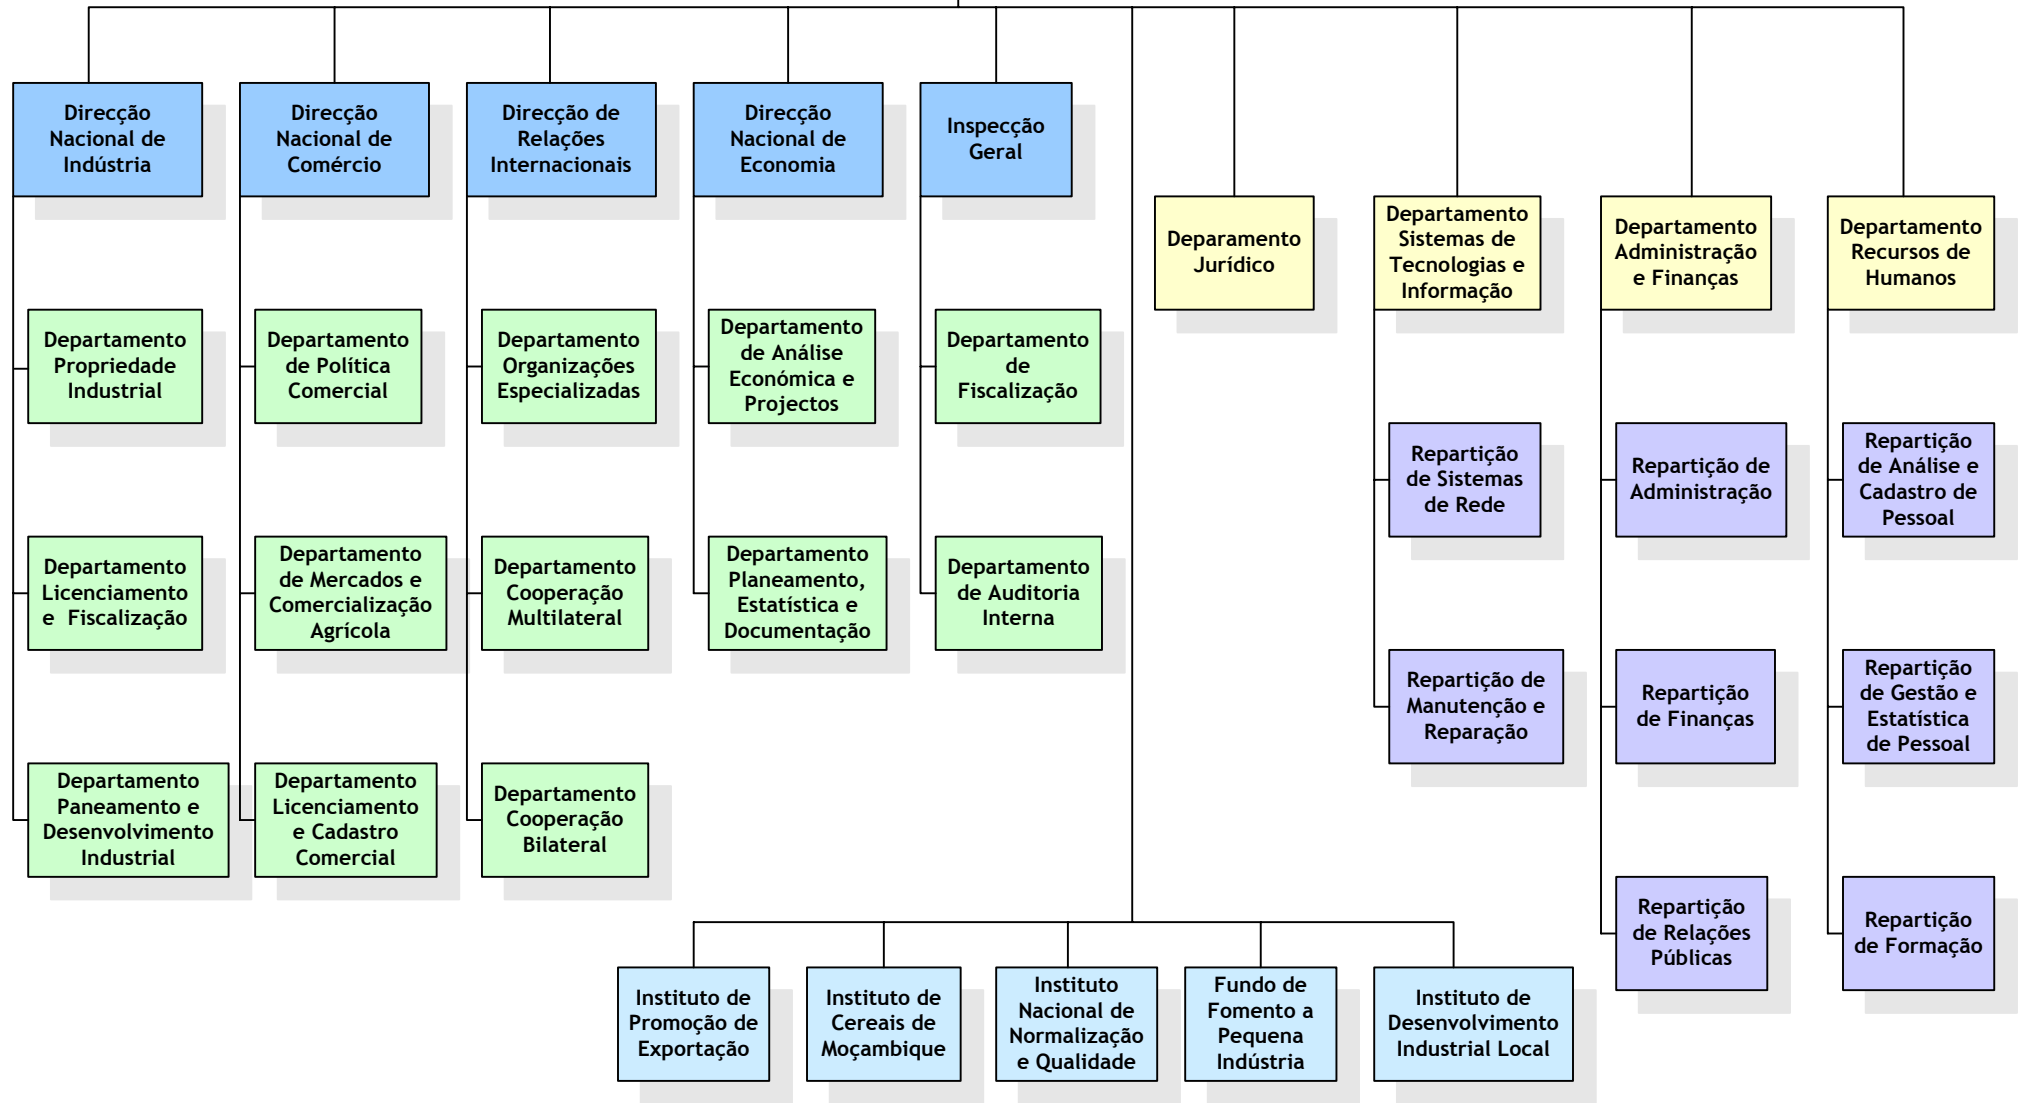 Direcção
Nacional de
Indústria
Direcção
Nacional de
Comércio
Direcção de
Relações
Internacionais
Direcção
Nacional de
Economia
Inspecção
Geral
Deparamento
Jurídico
Departamento
Sistemas de
Tecnologias e
Informação
Departamento
Administração
e Finanças
Departamento
Recursos de
Humanos
Departamento
Propriedade
Industrial
Departamento
de Política
Comercial
Departamento
Organizações
Especializadas
Departamento
de Análise
Económica e
Projectos
Departamento
de
Fiscalização
Repartição
de Sistemas
de Rede
Repartição de
Administração
Repartição
de Análise e
Cadastro de
Pessoal
Departamento
Licenciamento
e  Fiscalização
Departamento
de Mercados e
Comercialização
Agrícola
Departamento
Cooperação
Multilateral
Departamento
Planeamento,
Estatística e
Documentação
Departamento
de Auditoria
Interna
Repartição de
Manutenção e
Reparação
Repartição
de Finanças
Repartição
de Gestão e
Estatística
de Pessoal
Departamento
Paneamento e
Desenvolvimento
Industrial
Departamento
Licenciamento
e Cadastro
Comercial
Departamento
Cooperação
Bilateral
Repartição
de Relações
Públicas
Repartição
de Formação
Instituto de
Promoção de
Exportação
Instituto de
Cereais de
Moçambique
Instituto
Nacional de
Normalização
e Qualidade
Fundo de
Fomento a
Pequena
Indústria
Instituto de
Desenvolvimento
Industrial Local